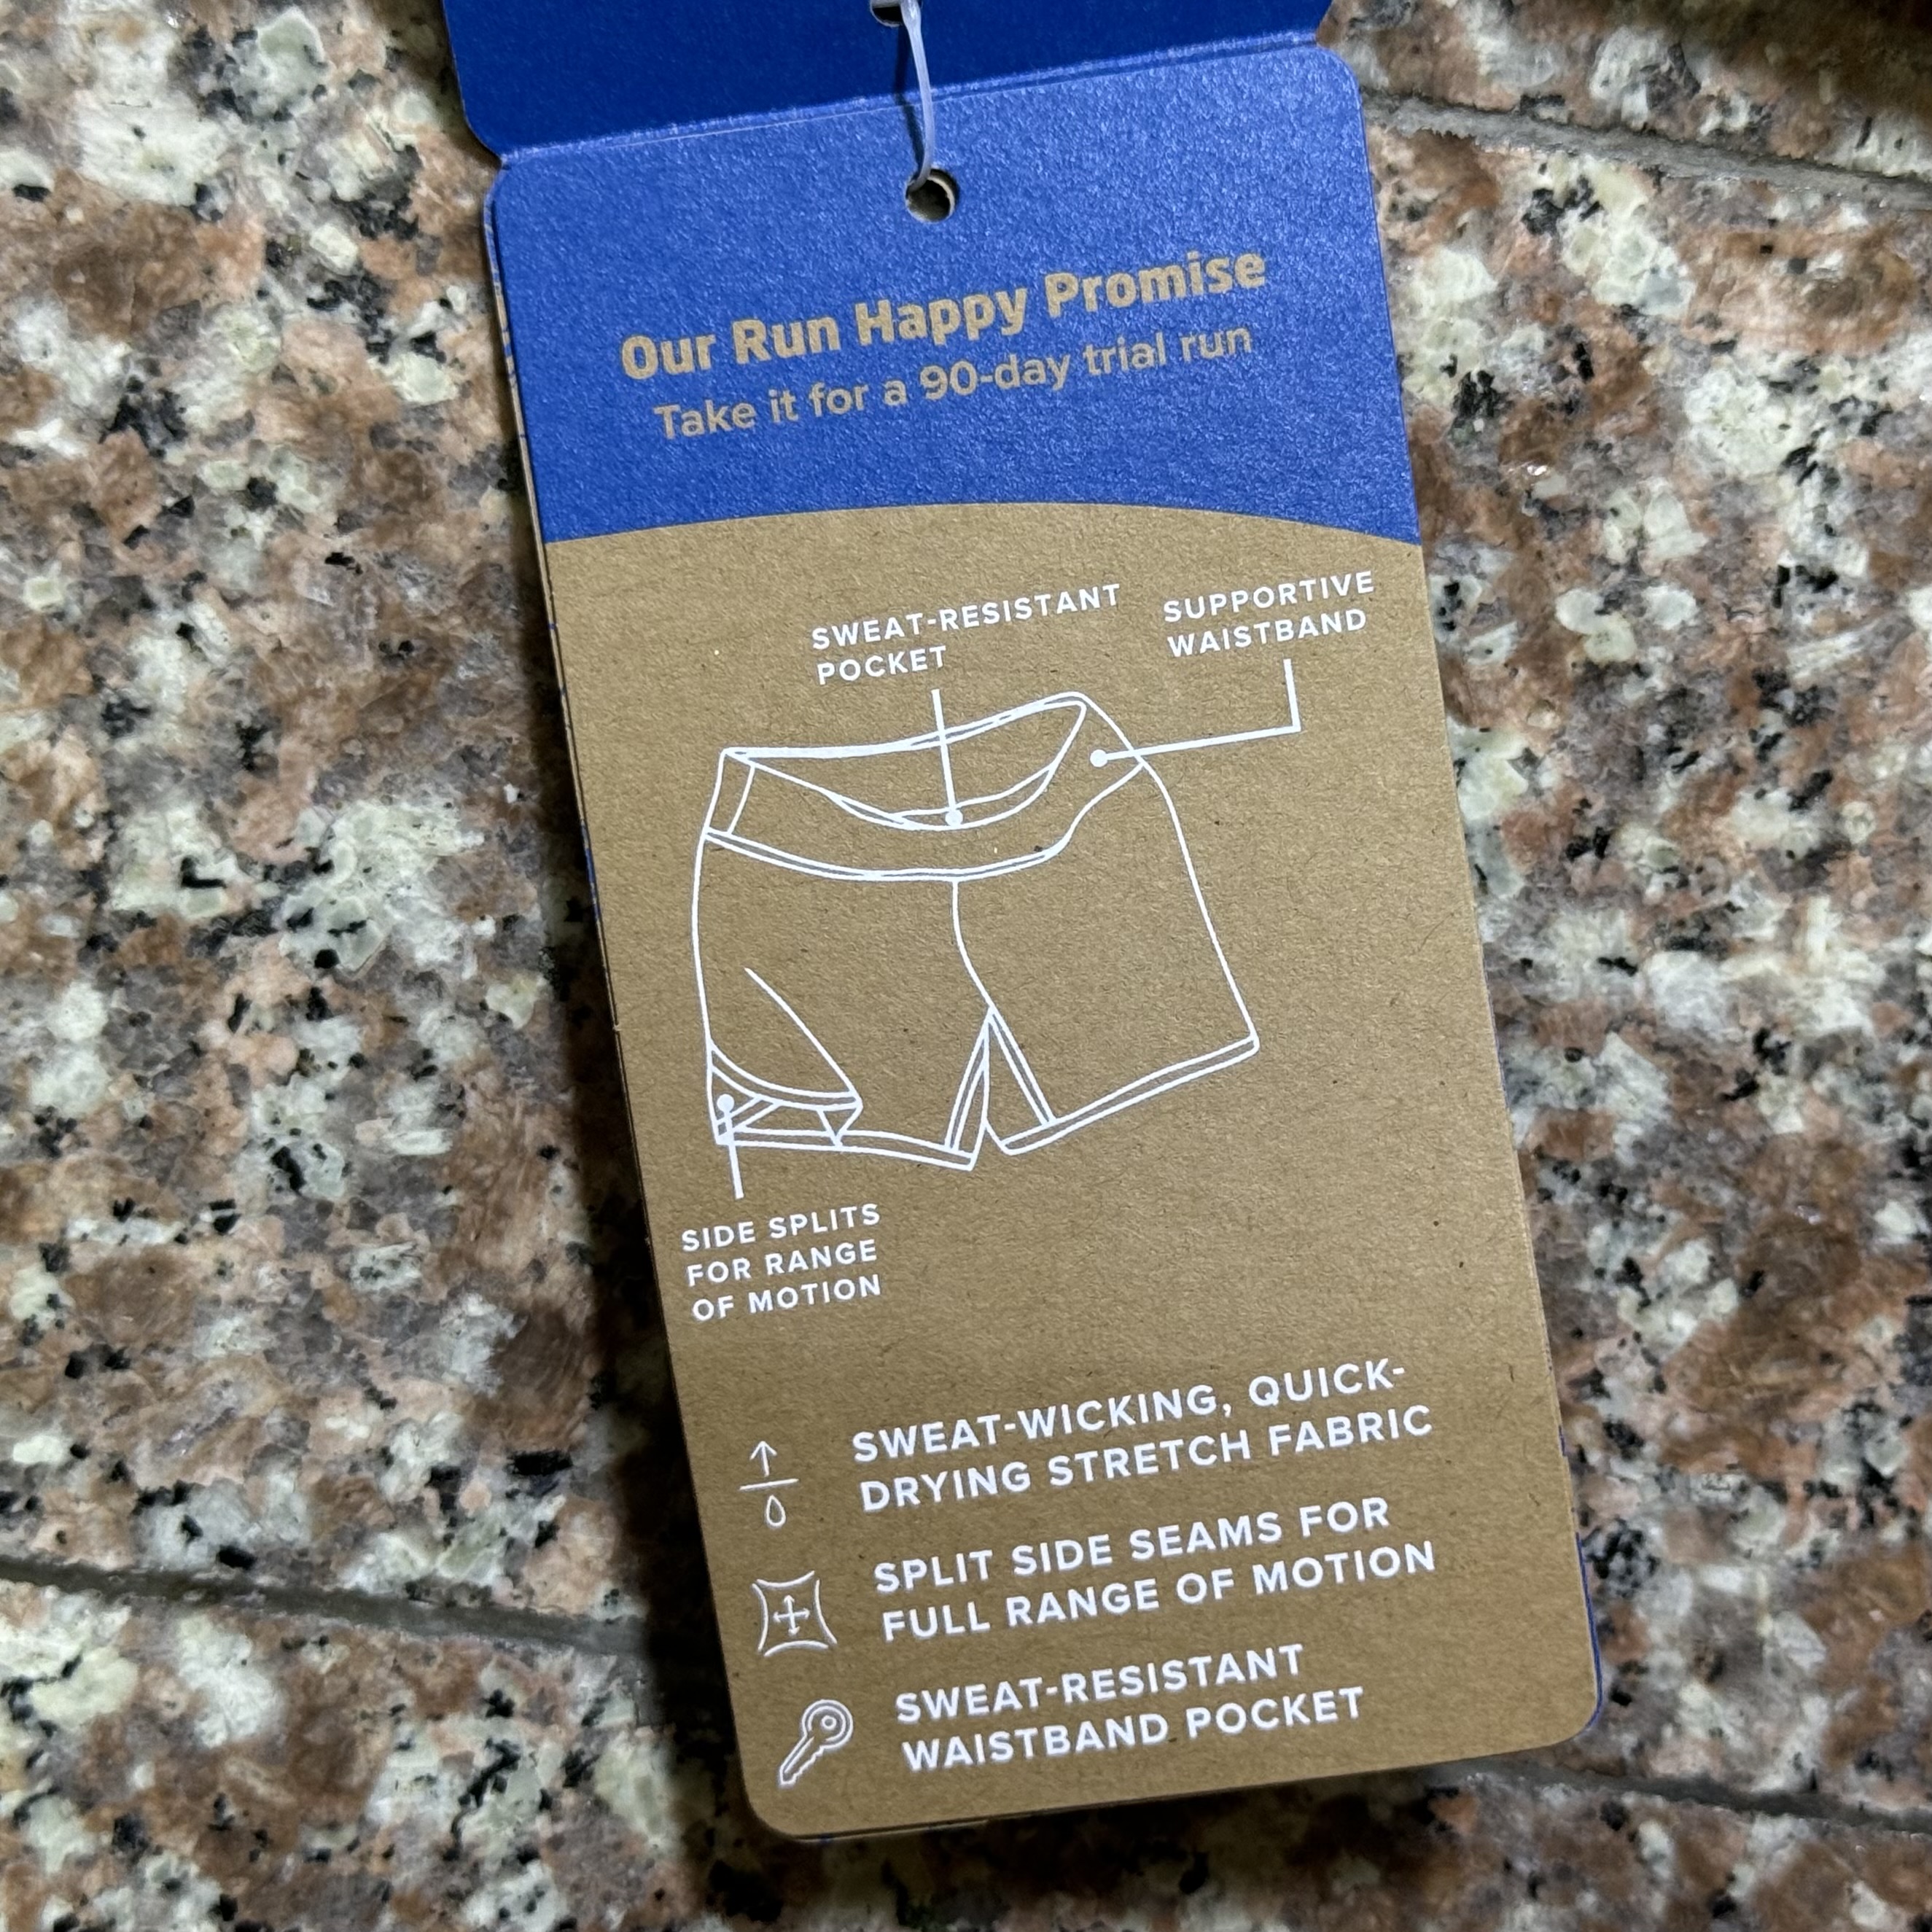 Our Run Happy Promise
Take it for a 90-day trial run
SWEAT-RESISTANT
POCKET
SUPPORTIVE
WAISTBAND
SIDE SPLITS
FOR RANGE
OF MOTION
SWEAT-WICKING, QUICK-
DRYING STRETCH FABRIC
SPLIT SIDE SEAMS FOR
FULL RANGE OF MOTION
SWEAT-RESISTANT
WAISTBAND POCKET